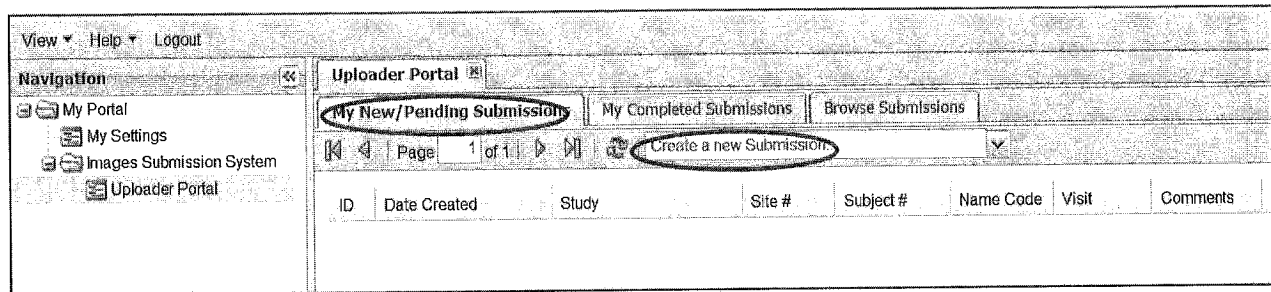 View Help Logout
Navigation
My Portal
My Settings
Images Submission System
Uploader Portal
Uploader Portal
My New/Pending Submissions My Completed Submissions Browse Submissions
Page 1 of 1 Create a new Submission
ID Date Created Study Site # Subject # Name Code Visit Comments